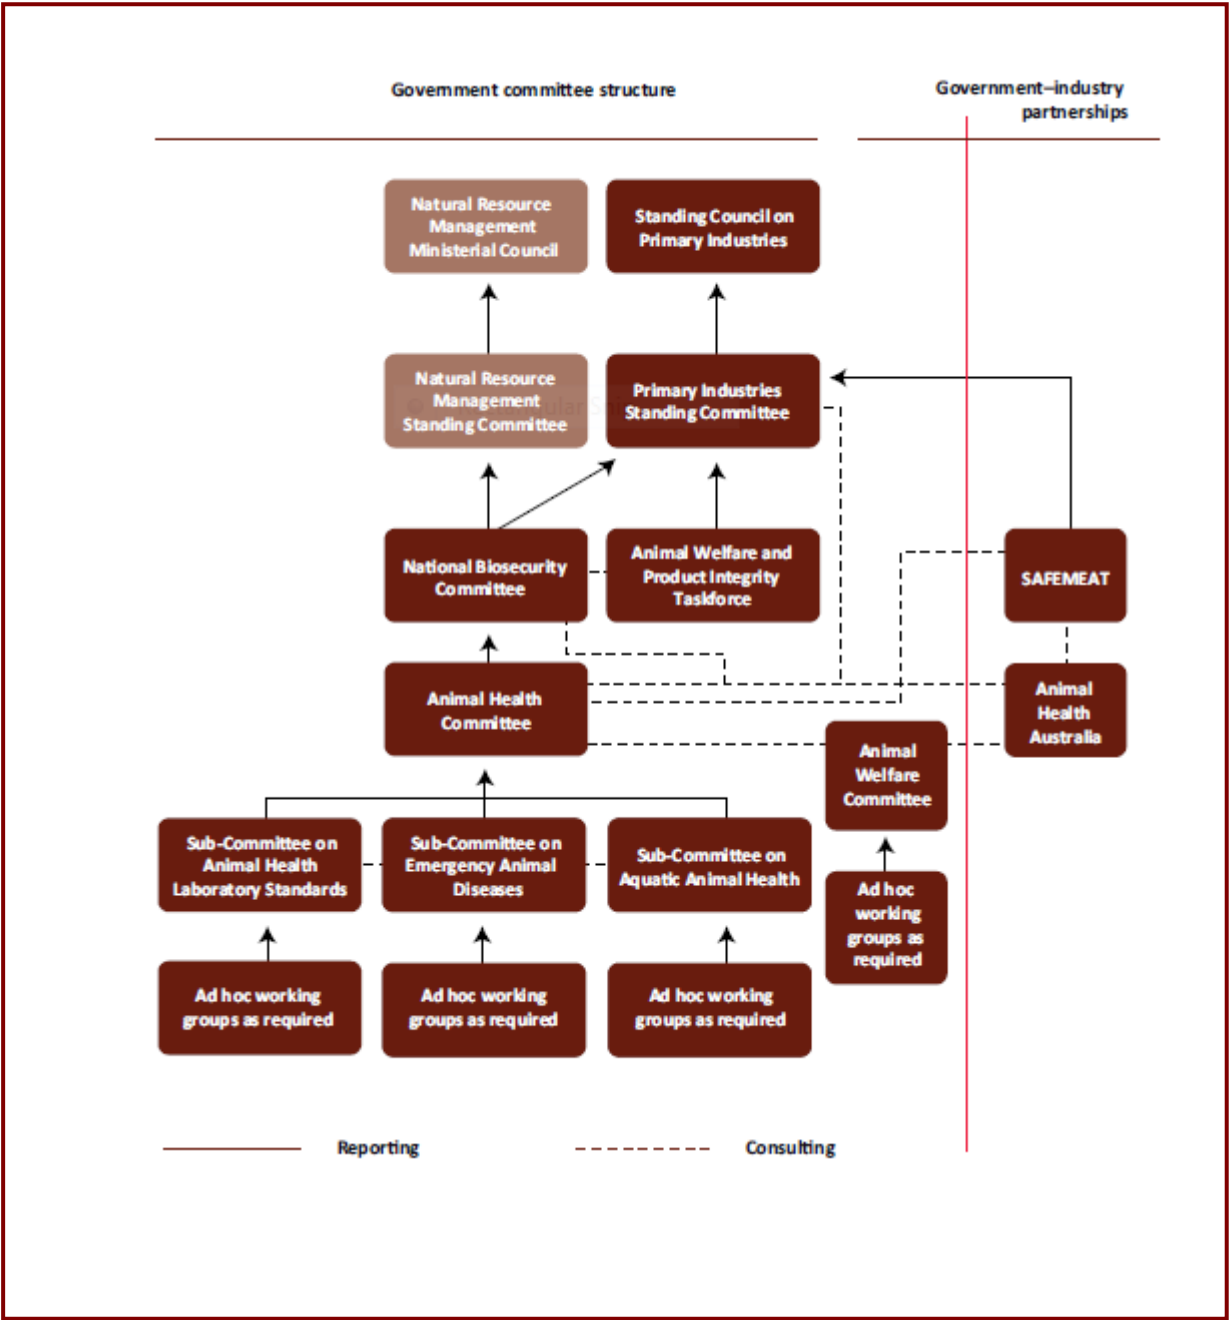 Government committee structure
Government–industry
partnerships
Natural Resource
Management
Ministerial Council
Standing Council on
Primary Industries
Natural Resource
Management
Standing Committee
Primary Industries
Standing Committee
National Biosecurity
Committee
Animal Welfare and
Product Integrity
Taskforce
SAFEMEAT
Animal Health
Committee
Animal
Health
Australia
Animal
Welfare
Committee
Sub-Committee on
Animal Health
Laboratory Standards
Sub-Committee on
Emergency Animal
Diseases
Sub-Committee on
Aquatic Animal Health
Ad hoc
working
groups as
required
Ad hoc working
groups as required
Ad hoc working
groups as required
Ad hoc working
groups as required
Reporting
Consulting